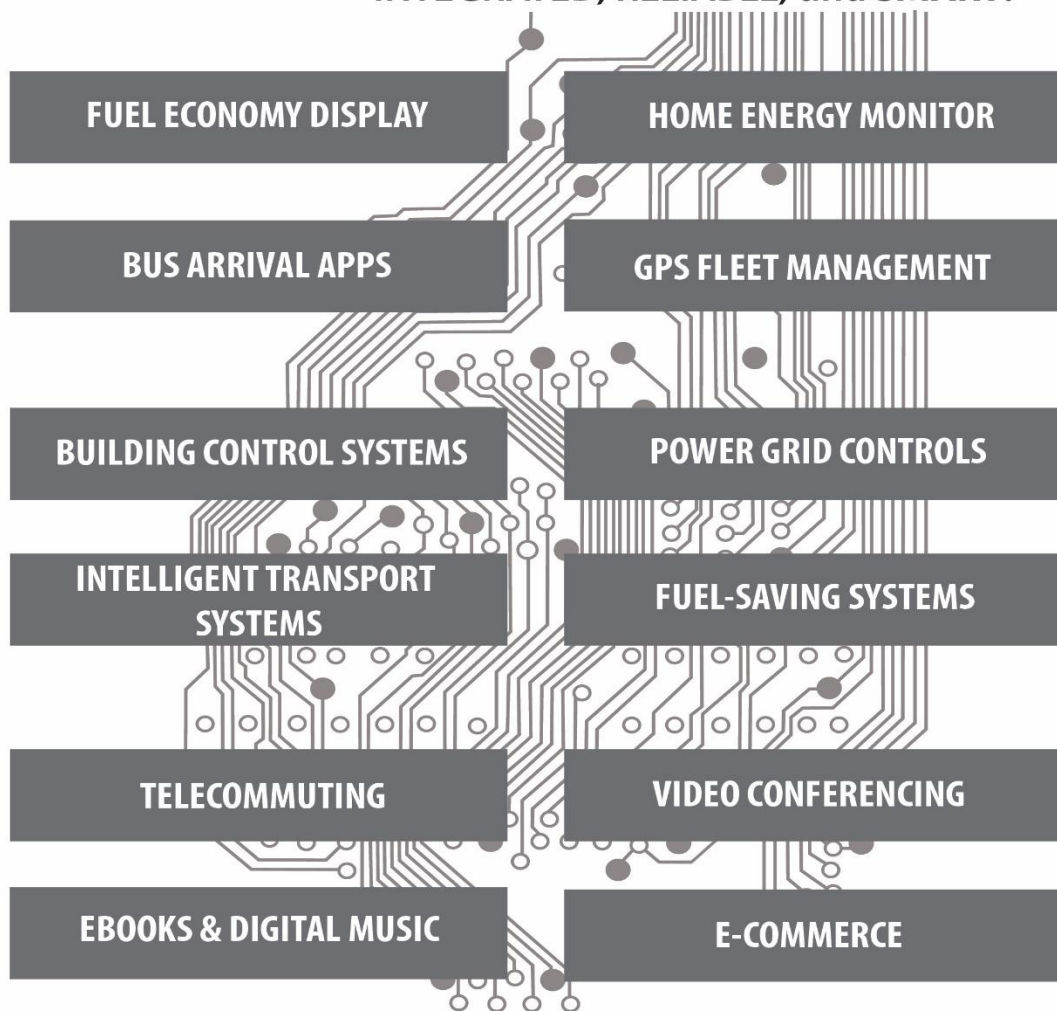 and
FUEL ECONOMY DISPLAY
HOME ENERGY MONITOR
BUS ARRIVAL APPS
GPS FLEET MANAGEMENT
BUILDING CONTROL SYSTEMS
POWER GRID CONTROLS
INTELLIGENT TRANSPORT
SYSTEMS
FUEL-SAVING SYSTEMS
TELECOMMUTING
VIDEO CONFERENCING
EBOOKS & DIGITAL MUSIC
E-COMMERCE